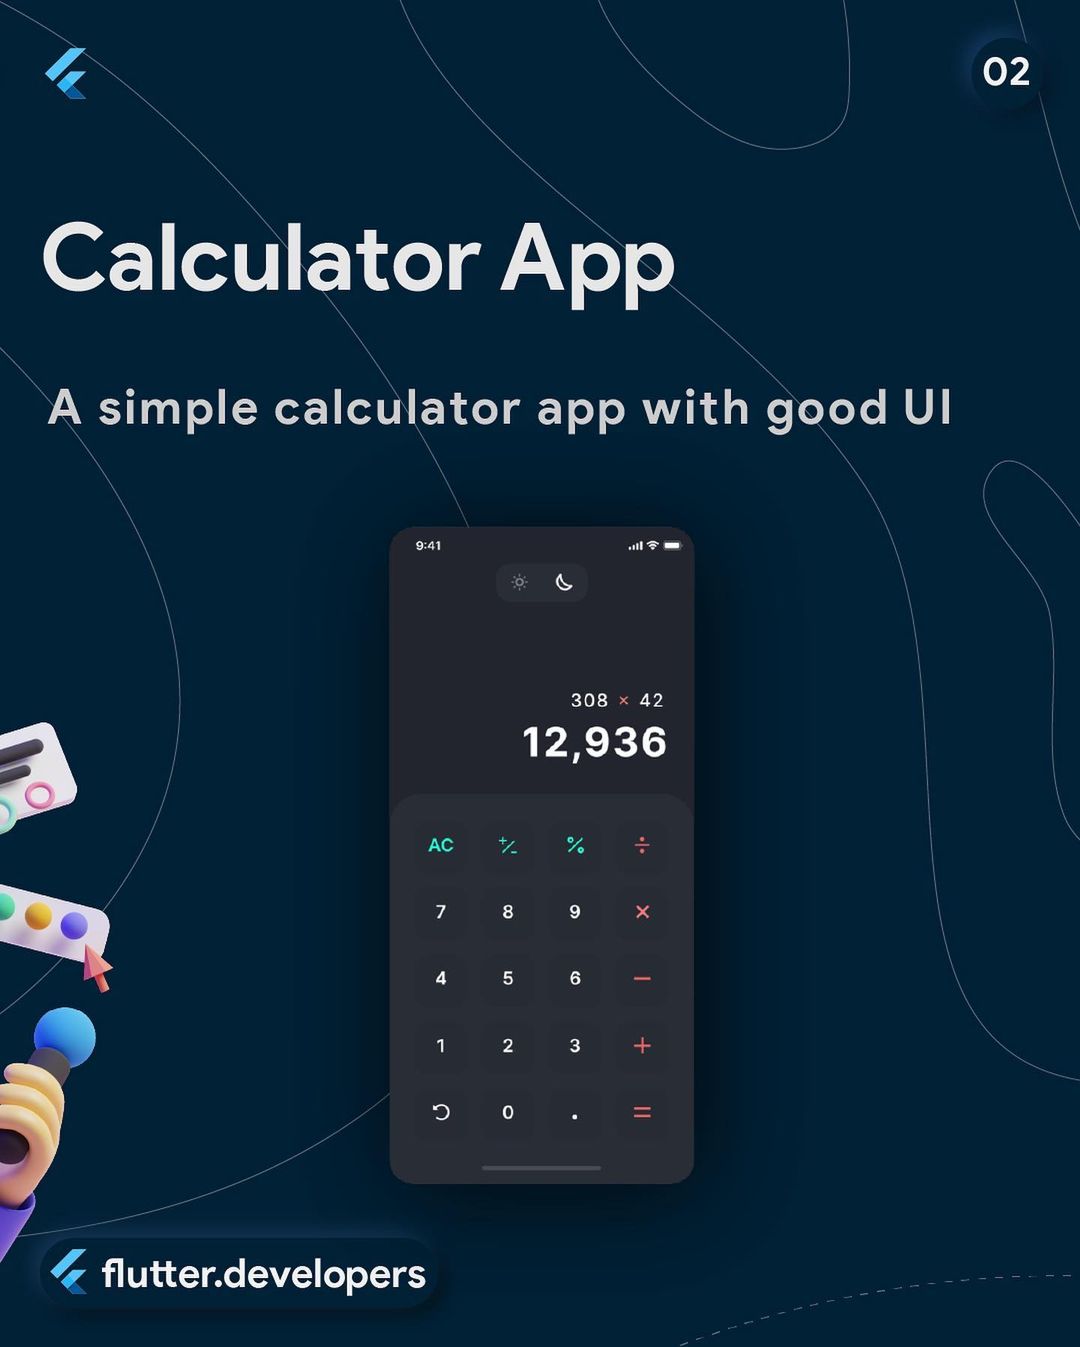 02
Calculator App
A simple calculator app with good UI
9:41
308 × 42
12,936
AC +/- % ÷
7 8 9 ×
4 5 6 −
1 2 3 +
0 . =
flutter.developers